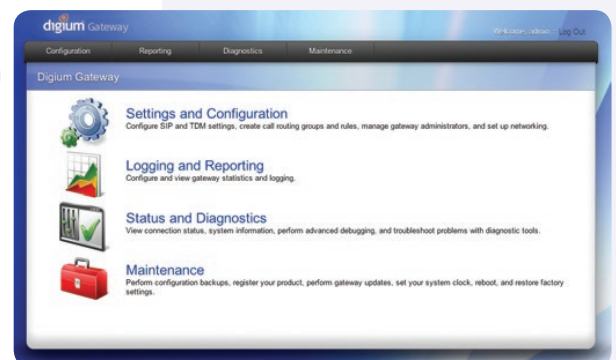 digium Gateway
Welcome, admin :: Log Out
Configuration Reporting Diagnostics Maintenance
Digium Gateway
Settings and Configuration
Configure SIP and TDM settings, create call routing groups and rules, manage gateway administrators, and set up networking.
Logging and Reporting
Configure and view gateway statistics and logging.
Status and Diagnostics
View connection status, system information, perform advanced debugging, and troubleshoot problems with diagnostic tools.
Maintenance
Perform configuration backups, register your product, perform gateway updates, set your system clock, reboot, and restore factory
settings.